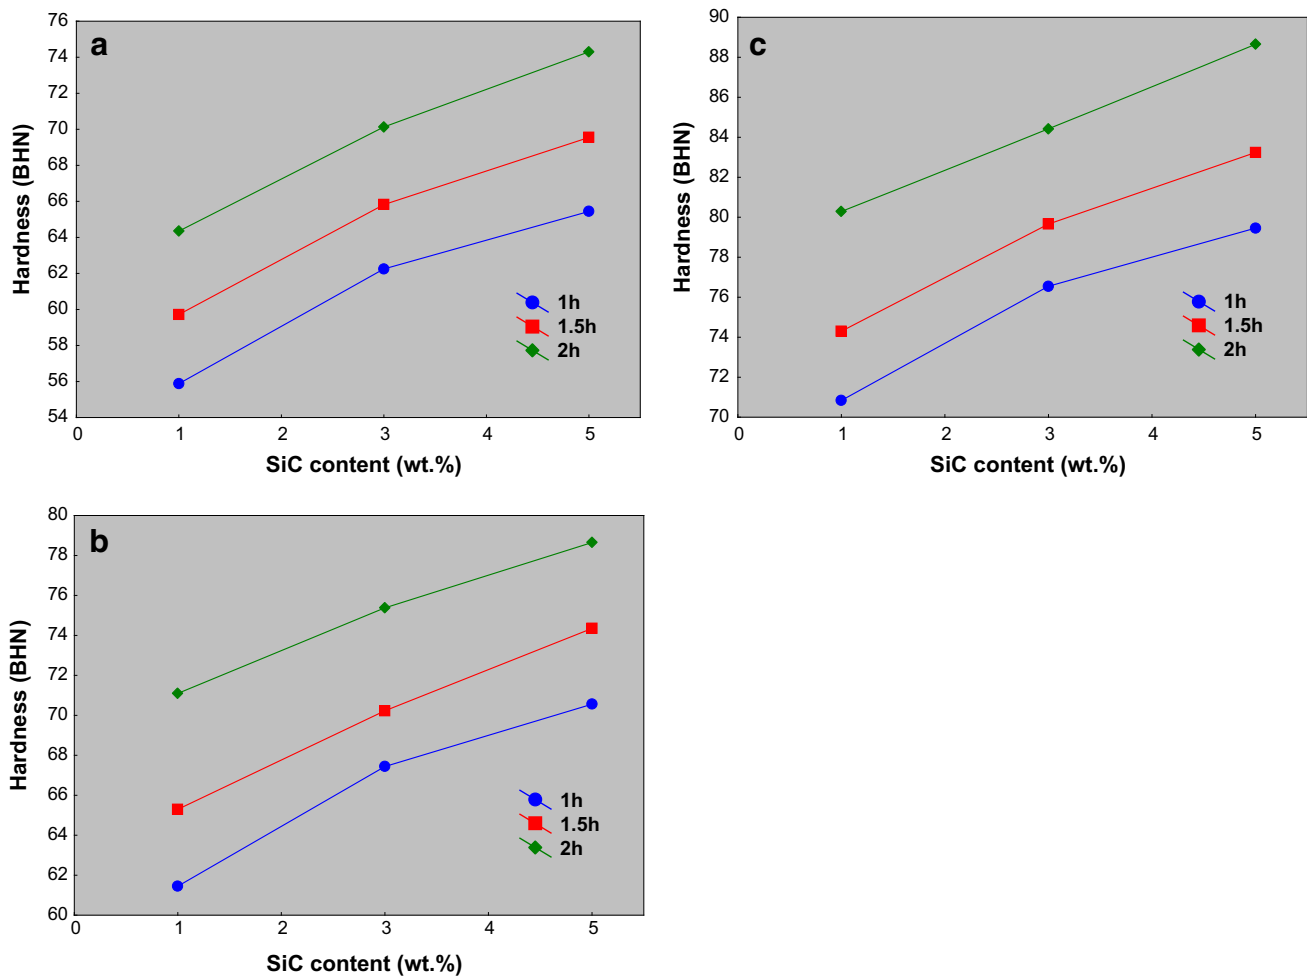 a
76
74
72
70
68
66
64
62
60
58
56
54
0 1 2 3 4 5
Hardness (BHN)
SiC content (wt.%)
1h
1.5h
2h
c
90
88
86
84
82
80
78
76
74
72
70
0 1 2 3 4 5
Hardness (BHN)
SiC content (wt.%)
1h
1.5h
2h
b
80
78
76
74
72
70
68
66
64
62
60
0 1 2 3 4 5
Hardness (BHN)
SiC content (wt.%)
1h
1.5h
2h